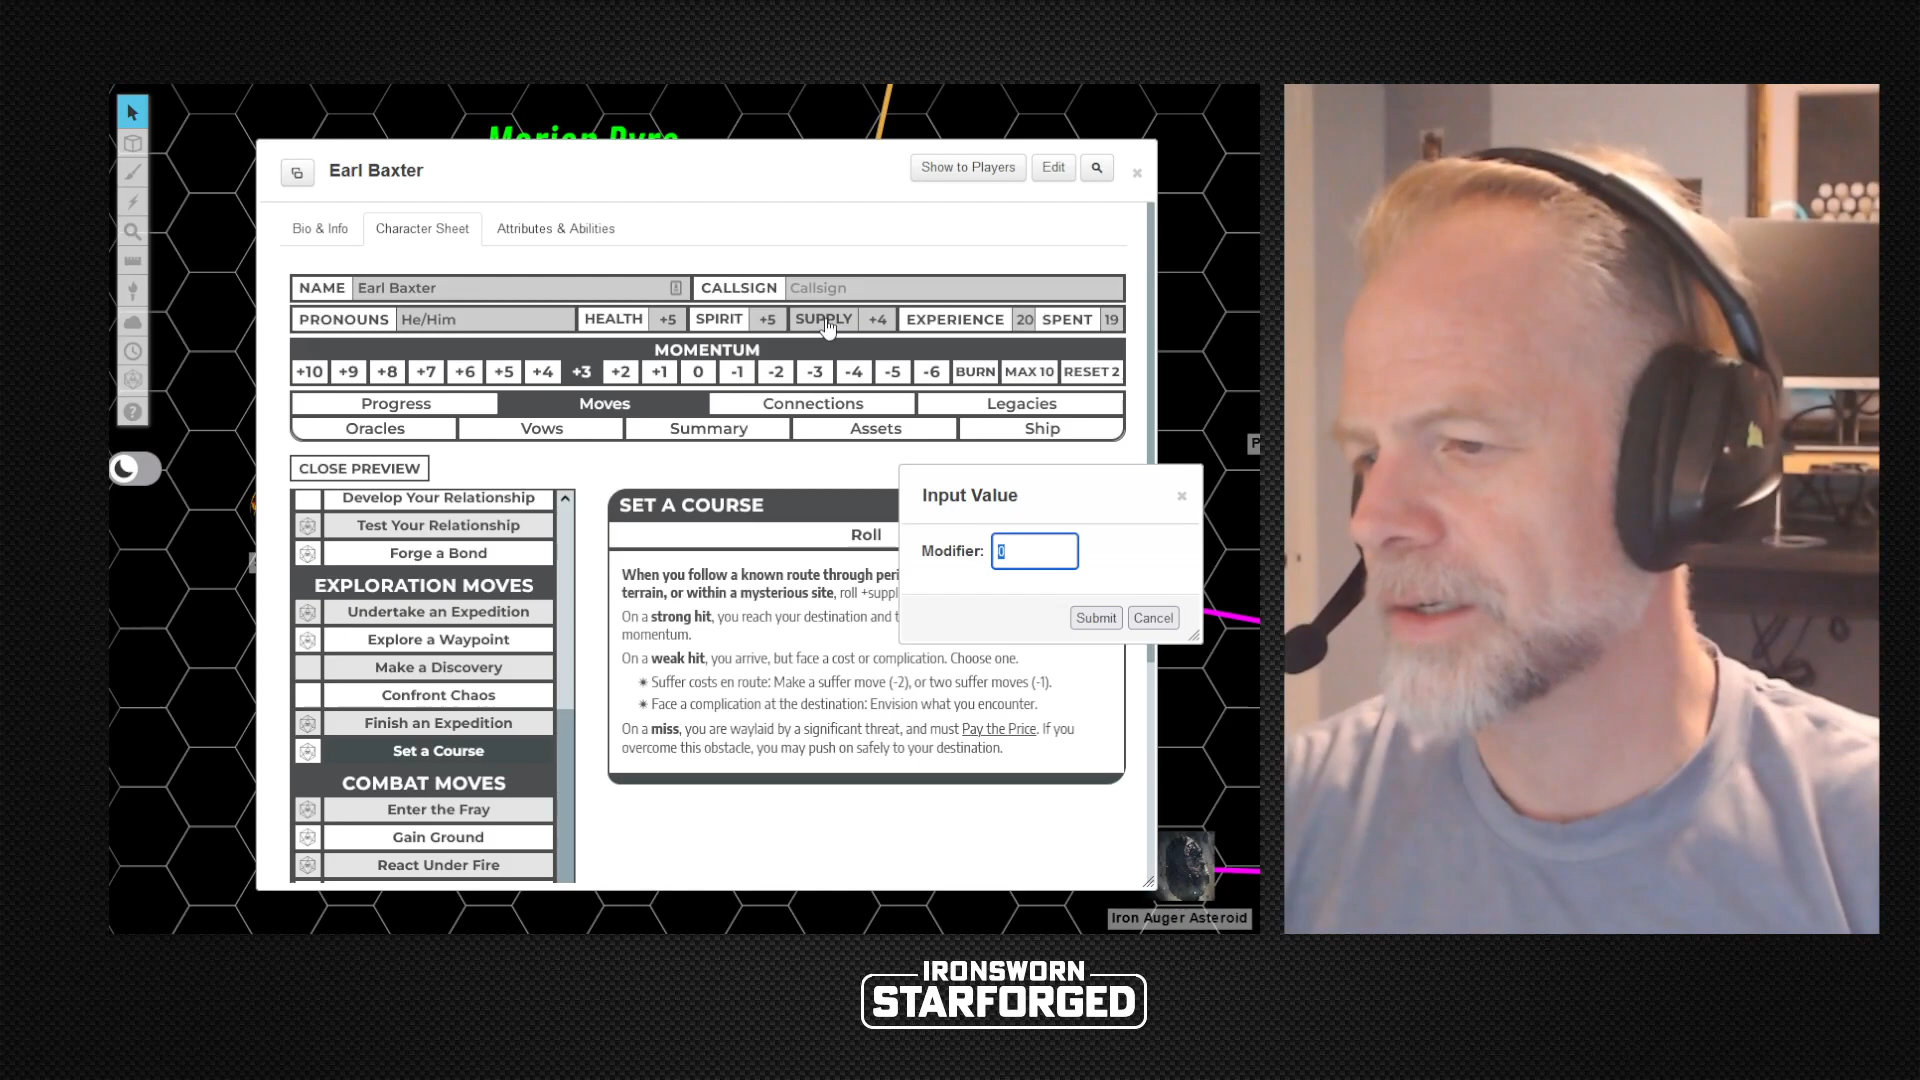 Marion Pyre
Earl Baxter
Show to Players
Edit
Bio & Info
Character Sheet
Attributes & Abilities
NAME
Earl Baxter
CALLSIGN
Callsign
PRONOUNS
He/Him
HEALTH
+5
SPIRIT
+5
SUPPLY
+4
EXPERIENCE
20
SPENT
19
MOMENTUM
+10 +9 +8 +7 +6 +5 +4 +3 +2 +1 0 -1 -2 -3 -4 -5 -6 BURN MAX 10 RESET 2
Progress
Moves
Connections
Legacies
Oracles
Vows
Summary
Assets
Ship
CLOSE PREVIEW
Develop Your Relationship
Test Your Relationship
Forge a Bond
EXPLORATION MOVES
Undertake an Expedition
Explore a Waypoint
Make a Discovery
Confront Chaos
Finish an Expedition
Set a Course
COMBAT MOVES
Enter the Fray
Gain Ground
React Under Fire
SET A COURSE
Roll
When you follow a known route through peri
terrain, or within a mysterious site, roll +suppl
On a strong hit, you reach your destination and t
momentum.
On a weak hit, you arrive, but face a cost or complication. Choose one.
✴ Suffer costs en route: Make a suffer move (-2), or two suffer moves (-1).
✴ Face a complication at the destination: Envision what you encounter.
On a miss, you are waylaid by a significant threat, and must Pay the Price. If you
overcome this obstacle, you may push on safely to your destination.
Input Value
Modifier:
0
Submit
Cancel
P
Iron Auger Asteroid
IRONSWORN
STARFORGED